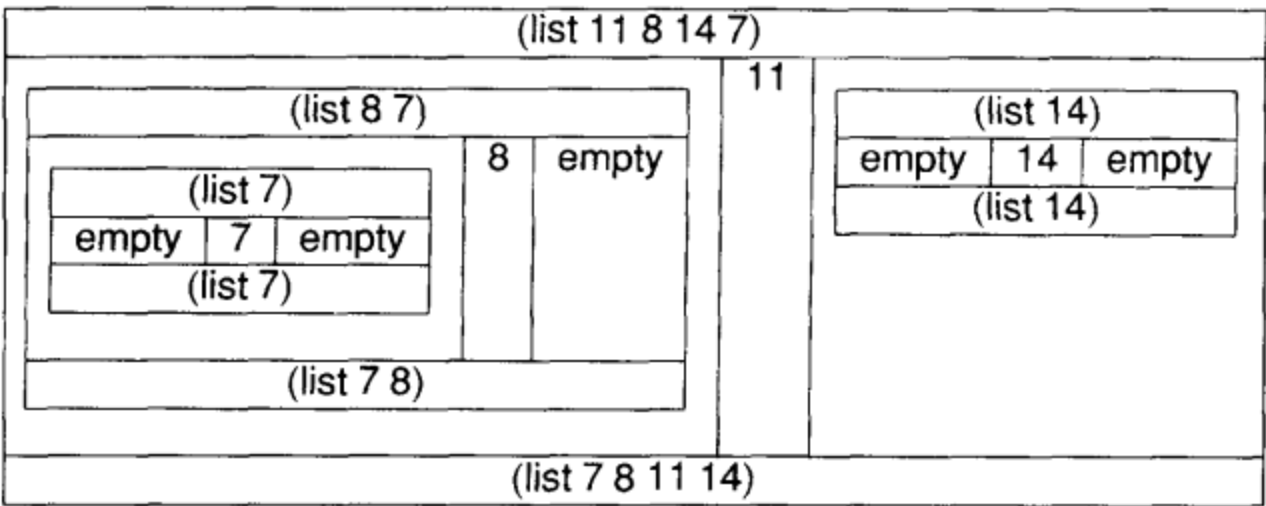 (list 11 8 14 7)
11
(list 8 7)
(list 14)
8 empty
empty 14 empty
(list 7)
(list 14)
empty 7 empty
(list 7)
(list 7 8)
(list 7 8 11 14)